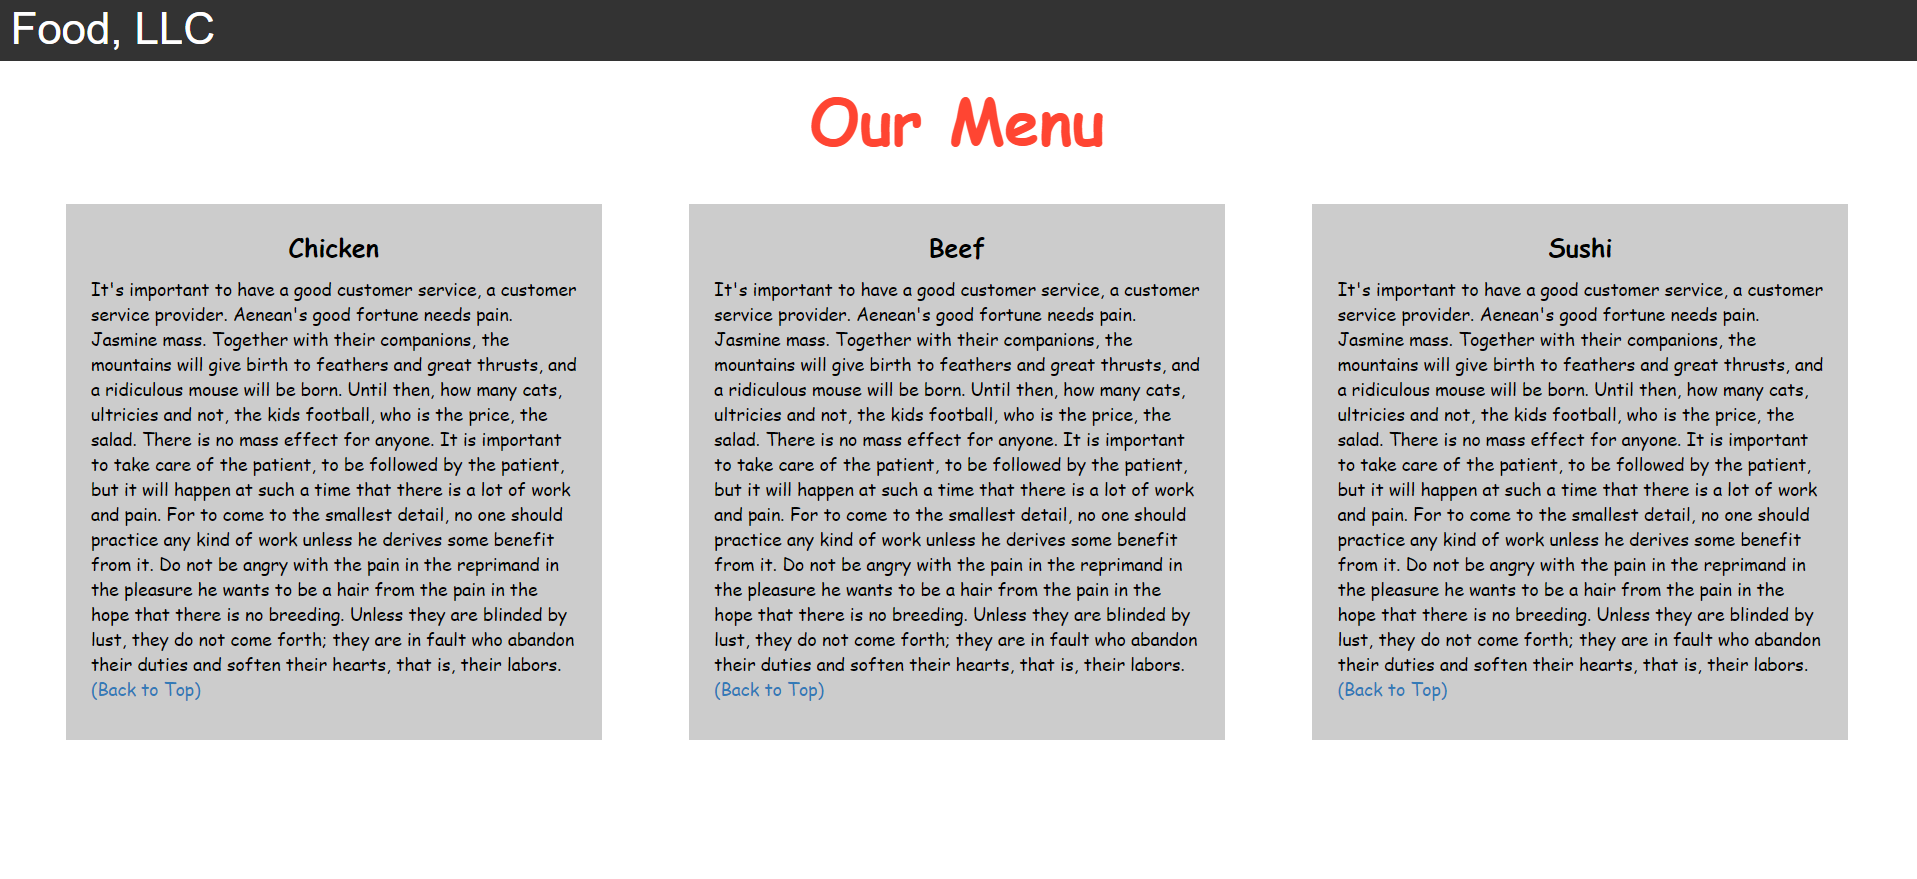 Food, LLC
Our Menu
Chicken
It's important to have a good customer service, a customer
service provider. Aenean's good fortune needs pain.
Jasmine mass. Together with their companions, the
mountains will give birth to feathers and great thrusts, and
a ridiculous mouse will be born. Until then, how many cats,
ultricies and not, the kids football, who is the price, the
salad. There is no mass effect for anyone. It is important
to take care of the patient, to be followed by the patient,
but it will happen at such a time that there is a lot of work
and pain. For to come to the smallest detail, no one should
practice any kind of work unless he derives some benefit
from it. Do not be angry with the pain in the reprimand in
the pleasure he wants to be a hair from the pain in the
hope that there is no breeding. Unless they are blinded by
lust, they do not come forth; they are in fault who abandon
their duties and soften their hearts, that is, their labors.
(Back to Top)
Beef
It's important to have a good customer service, a customer
service provider. Aenean's good fortune needs pain.
Jasmine mass. Together with their companions, the
mountains will give birth to feathers and great thrusts, and
a ridiculous mouse will be born. Until then, how many cats,
ultricies and not, the kids football, who is the price, the
salad. There is no mass effect for anyone. It is important
to take care of the patient, to be followed by the patient,
but it will happen at such a time that there is a lot of work
and pain. For to come to the smallest detail, no one should
practice any kind of work unless he derives some benefit
from it. Do not be angry with the pain in the reprimand in
the pleasure he wants to be a hair from the pain in the
hope that there is no breeding. Unless they are blinded by
lust, they do not come forth; they are in fault who abandon
their duties and soften their hearts, that is, their labors.
(Back to Top)
Sushi
It's important to have a good customer service, a customer
service provider. Aenean's good fortune needs pain.
Jasmine mass. Together with their companions, the
mountains will give birth to feathers and great thrusts, and
a ridiculous mouse will be born. Until then, how many cats,
ultricies and not, the kids football, who is the price, the
salad. There is no mass effect for anyone. It is important
to take care of the patient, to be followed by the patient,
but it will happen at such a time that there is a lot of work
and pain. For to come to the smallest detail, no one should
practice any kind of work unless he derives some benefit
from it. Do not be angry with the pain in the reprimand in
the pleasure he wants to be a hair from the pain in the
hope that there is no breeding. Unless they are blinded by
lust, they do not come forth; they are in fault who abandon
their duties and soften their hearts, that is, their labors.
(Back to Top)